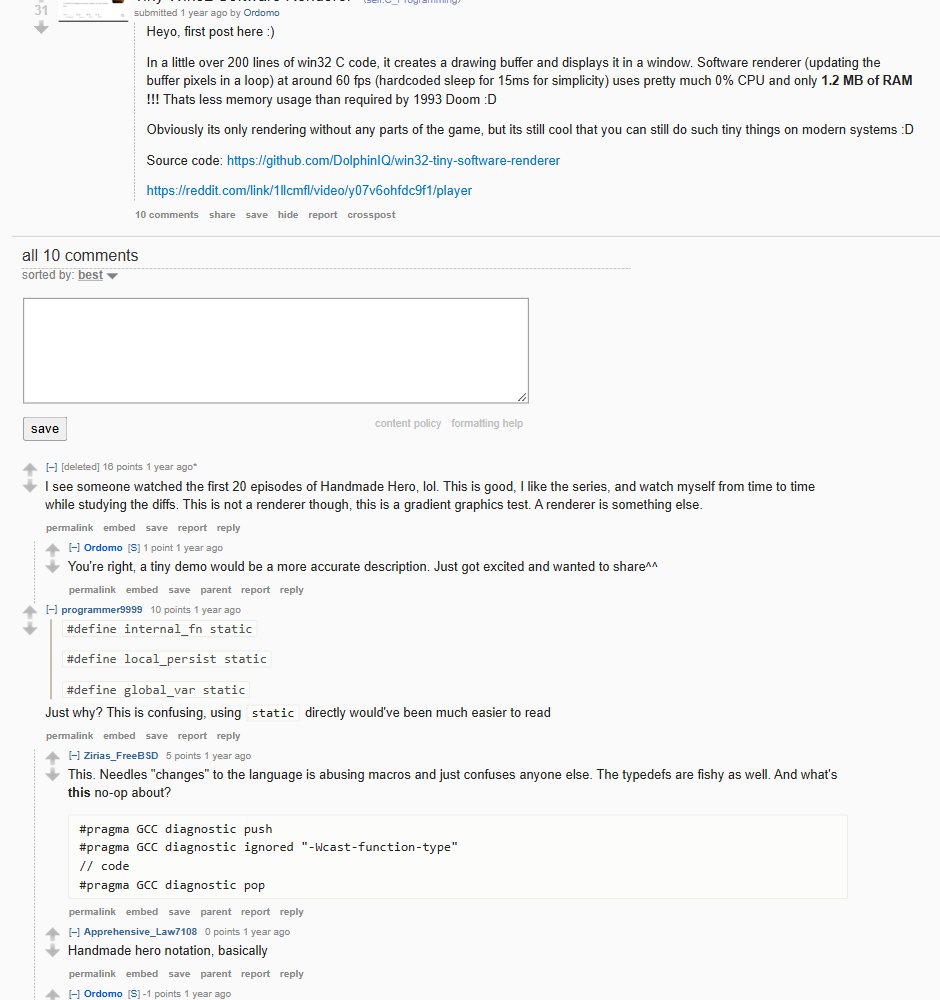 31
submitted 1 year ago by Ordomo
Heyo, first post here :)
In a little over 200 lines of win32 C code, it creates a drawing buffer and displays it in a window. Software renderer (updating the
buffer pixels in a loop) at around 60 fps (hardcoded sleep for 15ms for simplicity) uses pretty much 0% CPU and only 1.2 MB of RAM
!!! Thats less memory usage than required by 1993 Doom :D
Obviously its only rendering without any parts of the game, but its still cool that you can still do such tiny things on modern systems :D
Source code: https://github.com/DolphinIQ/win32-tiny-software-renderer
https://reddit.com/link/1llcmfl/video/y07v6ohfdc9f1/player
10 comments share save hide report crosspost
all 10 comments
sorted by: best
save content policy formatting help
[–] [deleted] 16 points 1 year ago*
I see someone watched the first 20 episodes of Handmade Hero, lol. This is good, I like the series, and watch myself from time to time
while studying the diffs. This is not a renderer though, this is a gradient graphics test. A renderer is something else.
permalink embed save report reply
[–] Ordomo [S] 1 point 1 year ago
You're right, a tiny demo would be a more accurate description. Just got excited and wanted to share^^
permalink embed save parent report reply
[–] programmer9999 10 points 1 year ago
#define internal_fn static
#define local_persist static
#define global_var static
Just why? This is confusing, using static directly would've been much easier to read
permalink embed save report reply
[–] Zirias_FreeBSD 5 points 1 year ago
This. Needles "changes" to the language is abusing macros and just confuses anyone else. The typedefs are fishy as well. And what's
this no-op about?
#pragma GCC diagnostic push
#pragma GCC diagnostic ignored "-Wcast-function-type"
// code
#pragma GCC diagnostic pop
permalink embed save parent report reply
[–] Apprehensive_Law7108 0 points 1 year ago
Handmade hero notation, basically
permalink embed save parent report reply
[–] Ordomo [S] -1 points 1 year ago